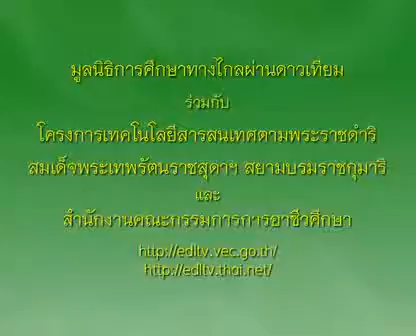 มูลนิธิการศึกษาทางไกลผ่านดาวเทียม
ร่วมกับ
โครงการเทคโนโลยีสารสนเทศตามพระราชดำริ
สมเด็จพระเทพรัตนราชสุดาฯ สยามบรมราชกุมารี
และ
สำนักงานคณะกรรมการการอาชีวศึกษา
http://edltv.vec.go.th/
http://edltv.thai.net/